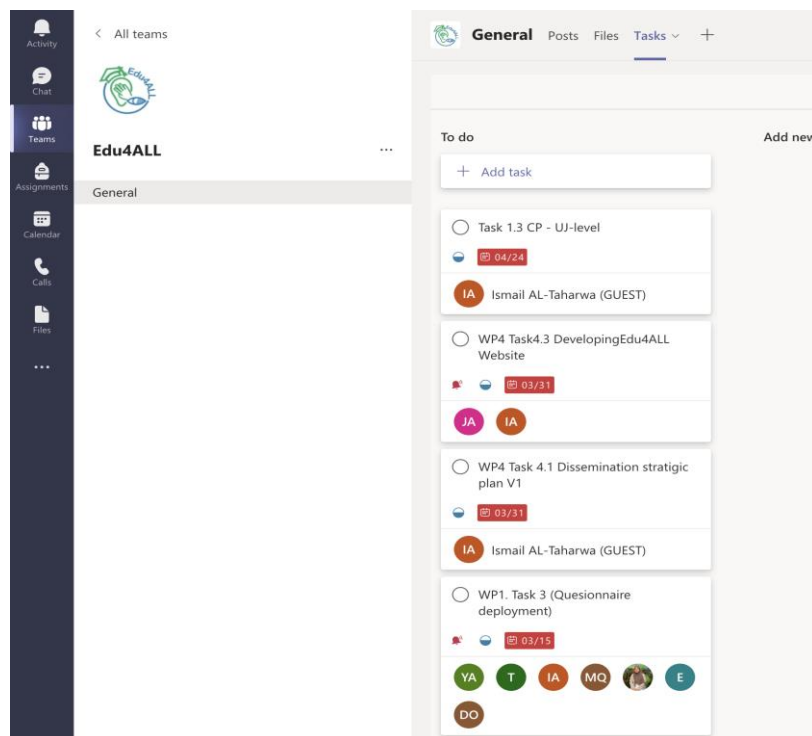 Activity
Chat
Teams
Assignments
Calendar
Calls
Files
All teams
Edu4ALL
Edu4ALL
General
General
Posts
Files
Tasks
To do
Add new
Add task
Task 1.3 CP - UJ-level
04/24
IA
Ismail AL-Taharwa (GUEST)
WP4 Task4.3 DevelopingEdu4ALL
Website
03/31
JA
IA
WP4 Task 4.1 Dissemination stratigic
plan V1
03/31
IA
Ismail AL-Taharwa (GUEST)
WP1. Task 3 (Quesionnaire
deployment)
03/15
YA
T
IA
MQ
E
DO